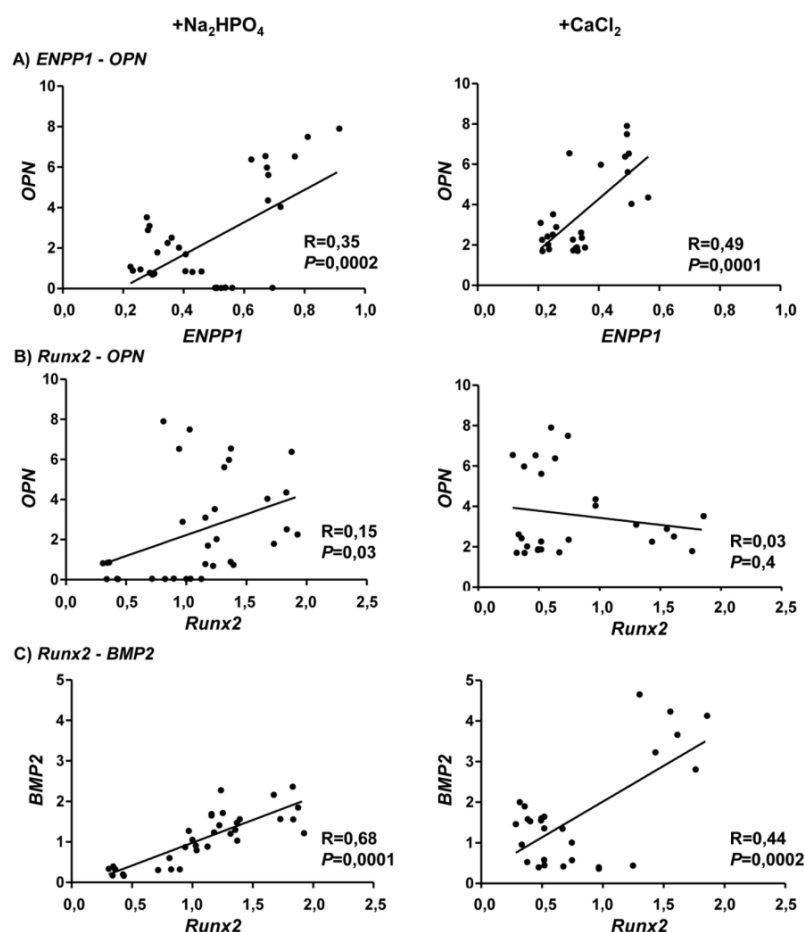 +Na₂HPO₄
+CaCl₂
A) ENPP1 - OPN
10
8
6
4
2
0
OPN
0,0 0,2 0,4 0,6 0,8 1,0
ENPP1
R=0,35
P=0,0002
10
8
6
4
2
0
OPN
0,0 0,2 0,4 0,6 0,8 1,0
ENPP1
R=0,49
P=0,0001
B) Runx2 - OPN
10
8
6
4
2
0
OPN
0,0 0,5 1,0 1,5 2,0 2,5
Runx2
R=0,15
P=0,03
10
8
6
4
2
0
OPN
0,0 0,5 1,0 1,5 2,0 2,5
Runx2
R=0,03
P=0,4
C) Runx2 - BMP2
5
4
3
2
1
0
BMP2
0,0 0,5 1,0 1,5 2,0 2,5
Runx2
R=0,68
P=0,0001
5
4
3
2
1
0
BMP2
0,0 0,5 1,0 1,5 2,0 2,5
Runx2
R=0,44
P=0,0002